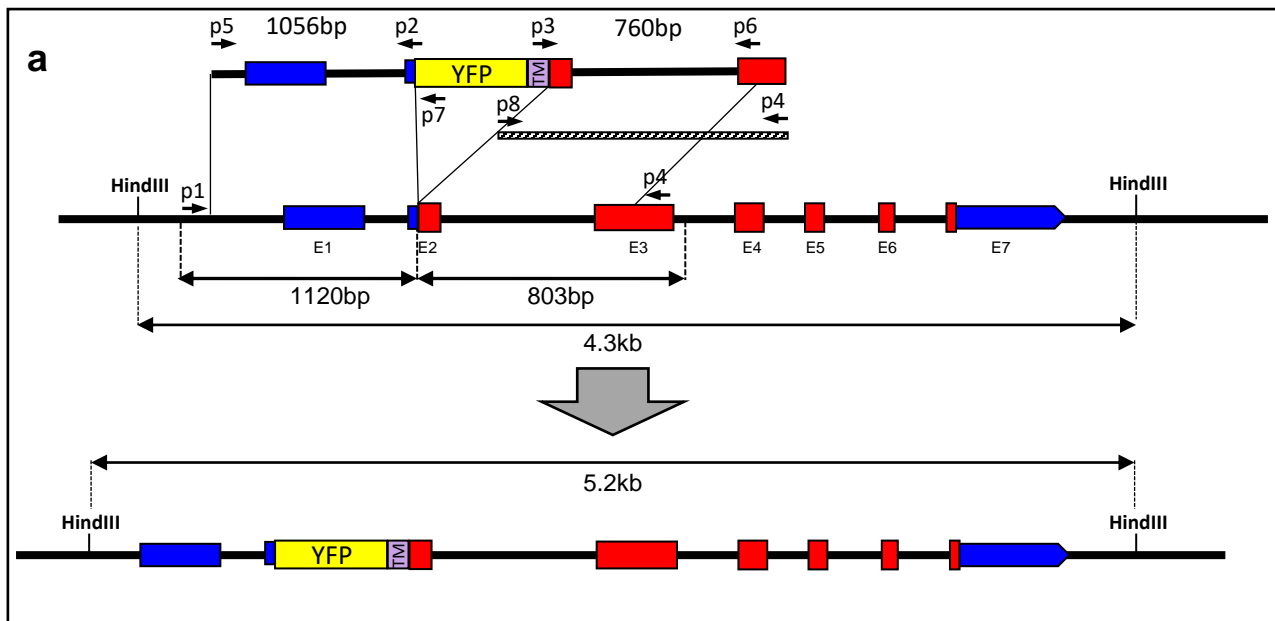 a
p5 1056bp p2 p3 760bp p6
YFP TM
p7 p8 p4
HindIII p1 p4 HindIII
E1 E2 E3 E4 E5 E6 E7
1120bp 803bp
4.3kb
5.2kb
HindIII HindIII
YFP TM